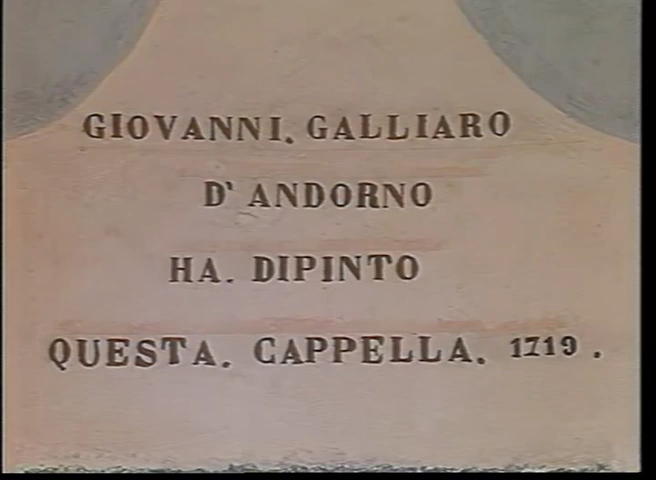 GIOVANNI. GALLIARO
D' ANDORNO
HA. DIPINTO
QUESTA. CAPPELLA. 1719.